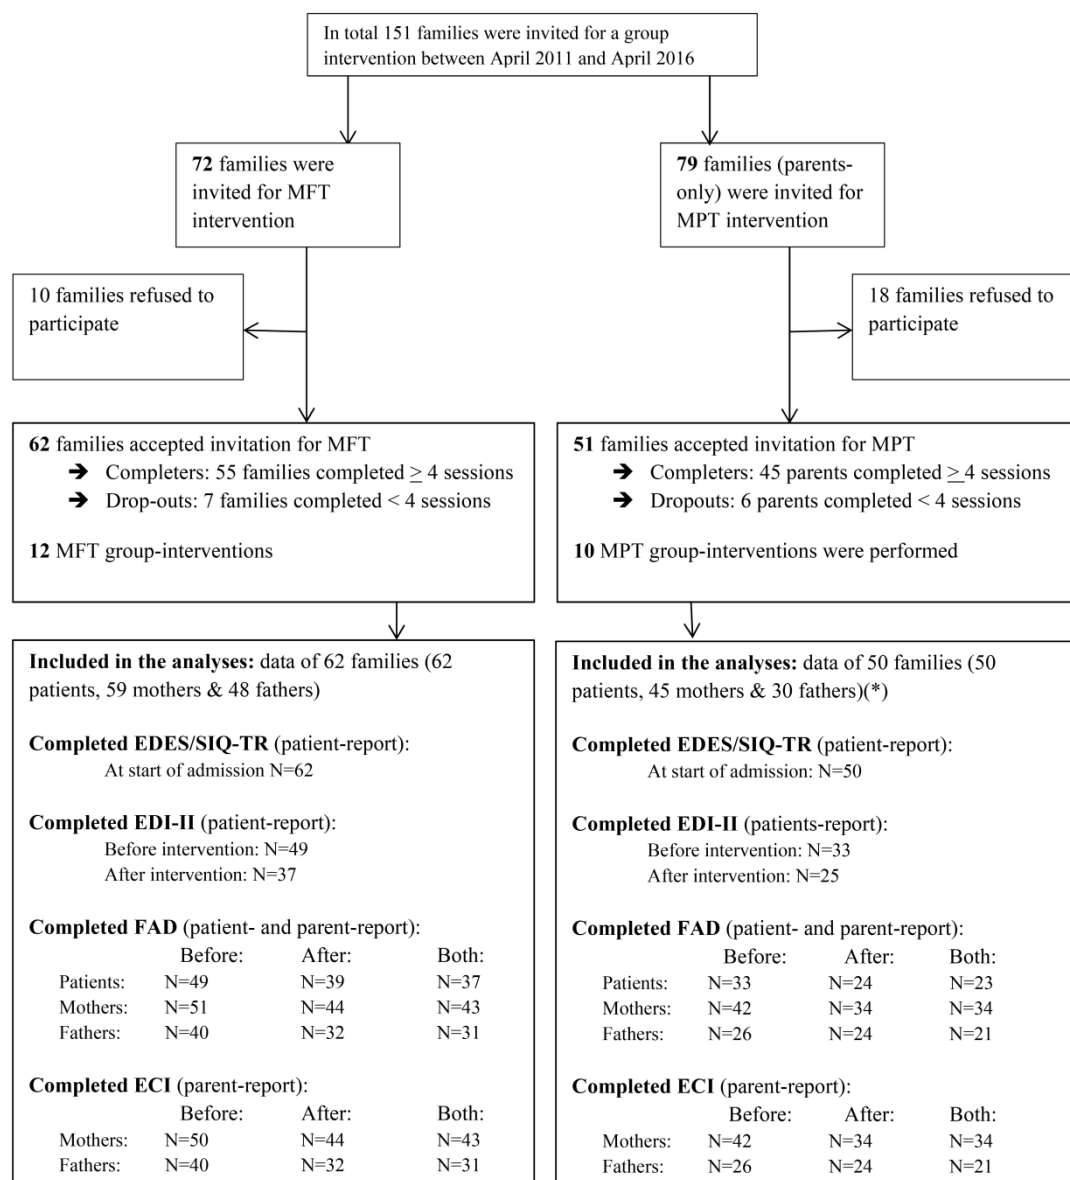 In total 151 families were invited for a group
intervention between April 2011 and April 2016
72 families were
invited for MFT
intervention
79 families (parents-
only) were invited for
MPT intervention
10 families refused to
participate
18 families refused to
participate
62 families accepted invitation for MFT
➔ Completers: 55 families completed ≥ 4 sessions
➔ Drop-outs: 7 families completed < 4 sessions
12 MFT group-interventions
51 families accepted invitation for MPT
➔ Completers: 45 parents completed ≥ 4 sessions
➔ Dropouts: 6 parents completed < 4 sessions
10 MPT group-interventions were performed
Included in the analyses: data of 62 families (62
patients, 59 mothers & 48 fathers)
Completed EDES/SIQ-TR (patient-report):
At start of admission N=62
Completed EDI-II (patient-report):
Before intervention: N=49
After intervention: N=37
Completed FAD (patient- and parent-report):
Before: After: Both:
Patients: N=49 N=39 N=37
Mothers: N=51 N=44 N=43
Fathers: N=40 N=32 N=31
Completed ECI (parent-report):
Before: After: Both:
Mothers: N=50 N=44 N=43
Fathers: N=40 N=32 N=31
Included in the analyses: data of 50 families (50
patients, 45 mothers & 30 fathers)(*)
Completed EDES/SIQ-TR (patient-report):
At start of admission: N=50
Completed EDI-II (patients-report):
Before intervention: N=33
After intervention: N=25
Completed FAD (patient- and parent-report):
Before: After: Both:
Patients: N=33 N=24 N=23
Mothers: N=42 N=34 N=34
Fathers: N=26 N=24 N=21
Completed ECI (parent-report):
Before: After: Both:
Mothers: N=42 N=34 N=34
Fathers: N=26 N=24 N=21